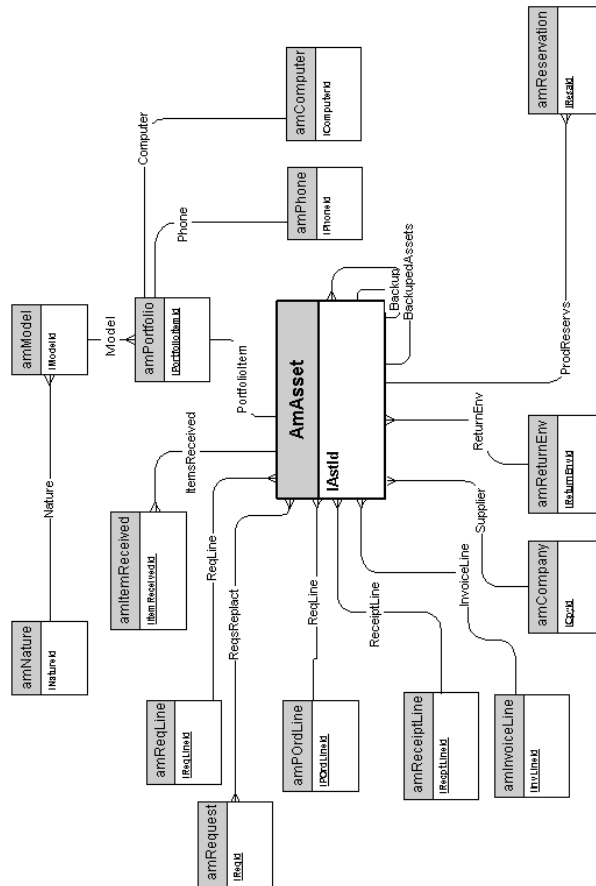 amNature
lNatureId
Nature
amModel
lModelId
Model
amItemReceived
lItemReceivedId
ItemsReceived
amPortfolio
lPortfolioItemId
PortfolioItem
Phone
Computer
amPhone
lPhoneId
amComputer
lComputerId
amReqLine
lReqLineId
ReqLine
amRequest
lReqId
ReqsReplact
AmAsset
lAstId
Backup
BackupedAssets
amPOrdLine
lPOrdLineId
ReqLine
amReceiptLine
lRecptLineId
ReceiptLine
amInvoiceLine
lInvLineId
InvoiceLine
amCompany
lCpyId
Supplier
amReturnEnv
lReturnEnvId
ReturnEnv
ProdReservs
amReservation
lResaId